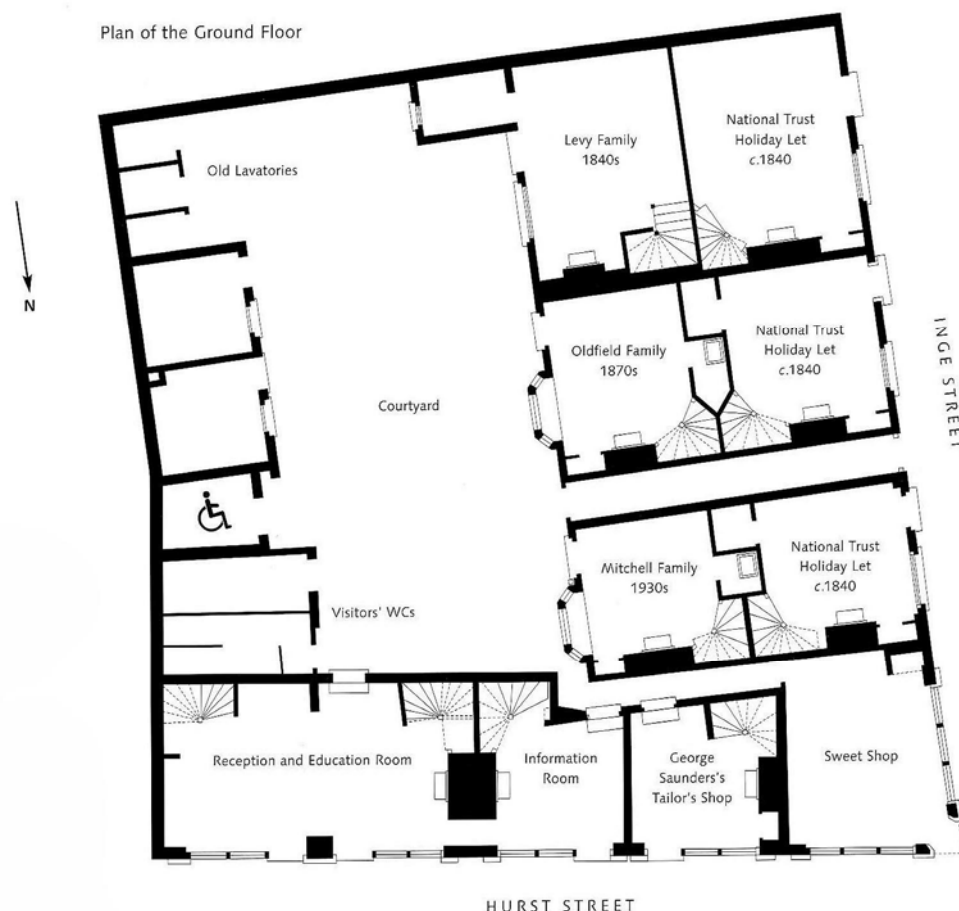 Plan of the Ground Floor
Levy Family
1840s
National Trust
Holiday Let
c.1840
Old Lavatories
N
Oldfield Family
1870s
National Trust
Holiday Let
c.1840
INGE STREET
Courtyard
Mitchell Family
1930s
National Trust
Holiday Let
c.1840
Visitors' WCs
Reception and Education Room
Information
Room
George
Saunders's
Tailor's Shop
Sweet Shop
HURST STREET